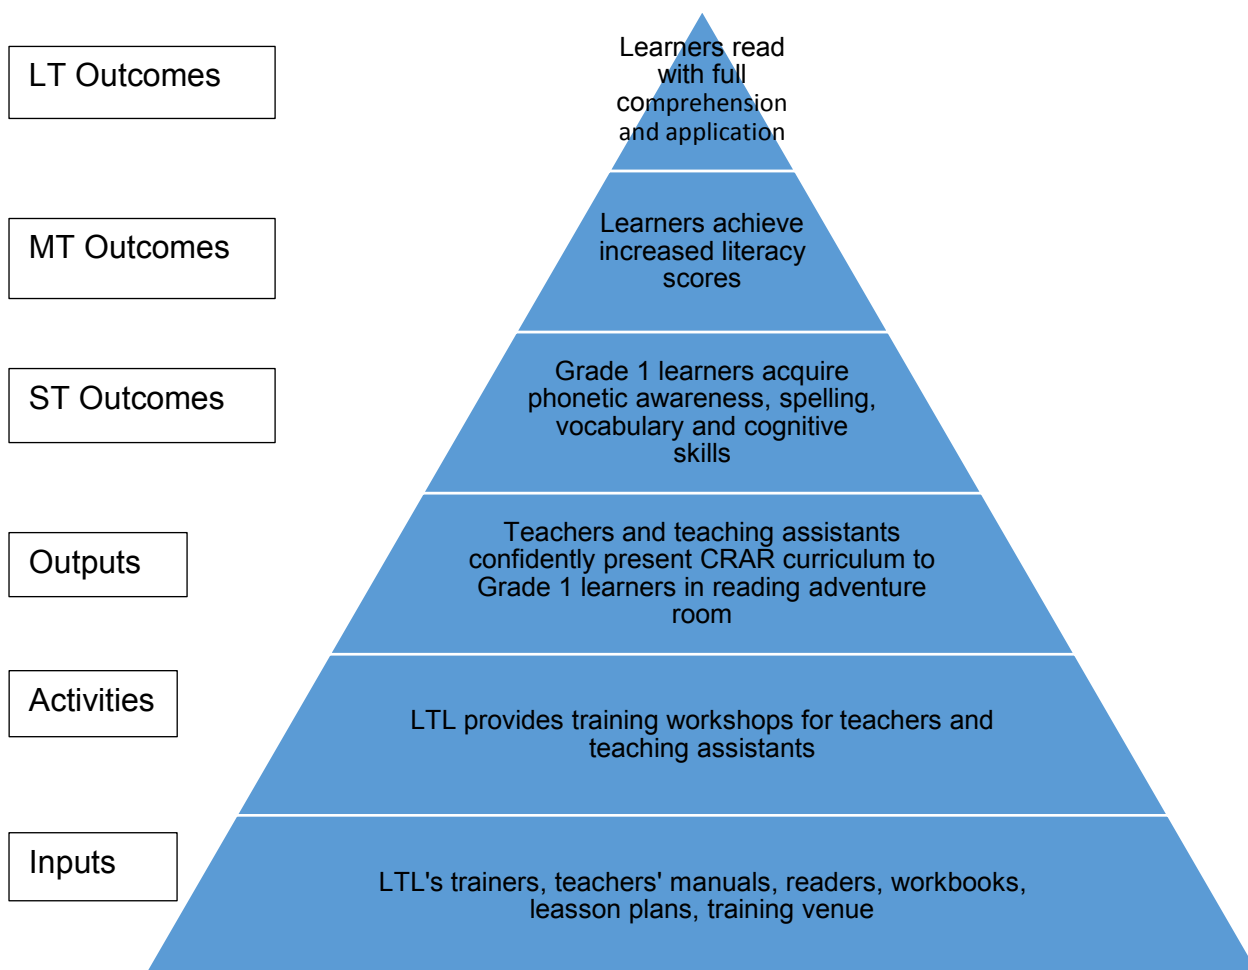 LT Outcomes
Learners read
with full
comprehension
and application
MT Outcomes
Learners achieve
increased literacy
scores
ST Outcomes
Grade 1 learners acquire
phonetic awareness, spelling,
vocabulary and cognitive
skills
Outputs
Teachers and teaching assistants
confidently present CRAR curriculum to
Grade 1 learners in reading adventure
room
Activities
LTL provides training workshops for teachers and
teaching assistants
Inputs
LTL's trainers, teachers' manuals, readers, workbooks,
leasson plans, training venue